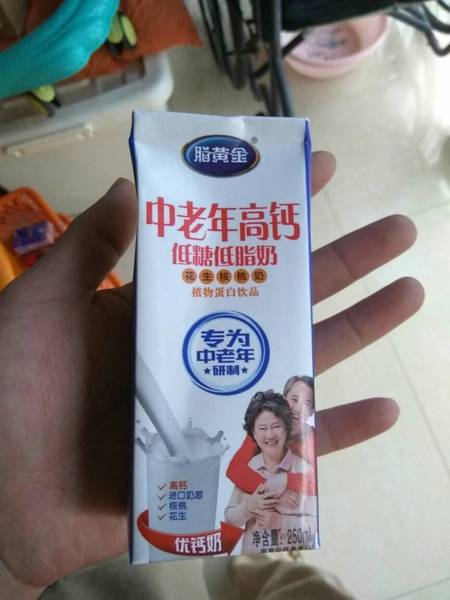 脂黄金®
中老年高钙
低糖低脂奶
花生核桃奶
植物蛋白饮品
专为
中老年
★研制★
✓高钙
✓进口奶源
✓核桃
✓花生
优钙奶
净含量：250ml